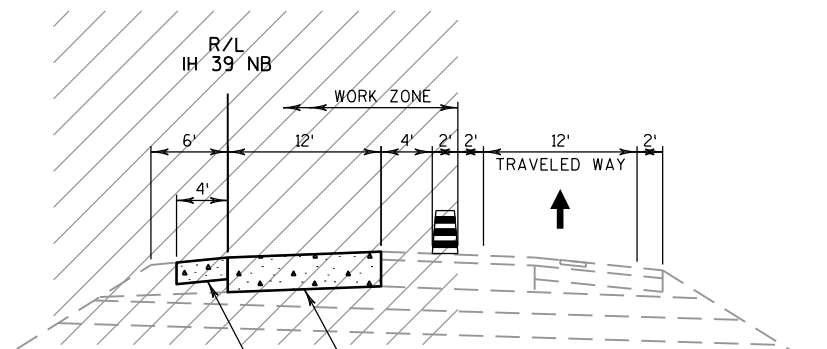 R/L
IH 39 NB
WORK ZONE
6' 12' 4' 2' 2' 12' 2'
TRAVELED WAY
4'